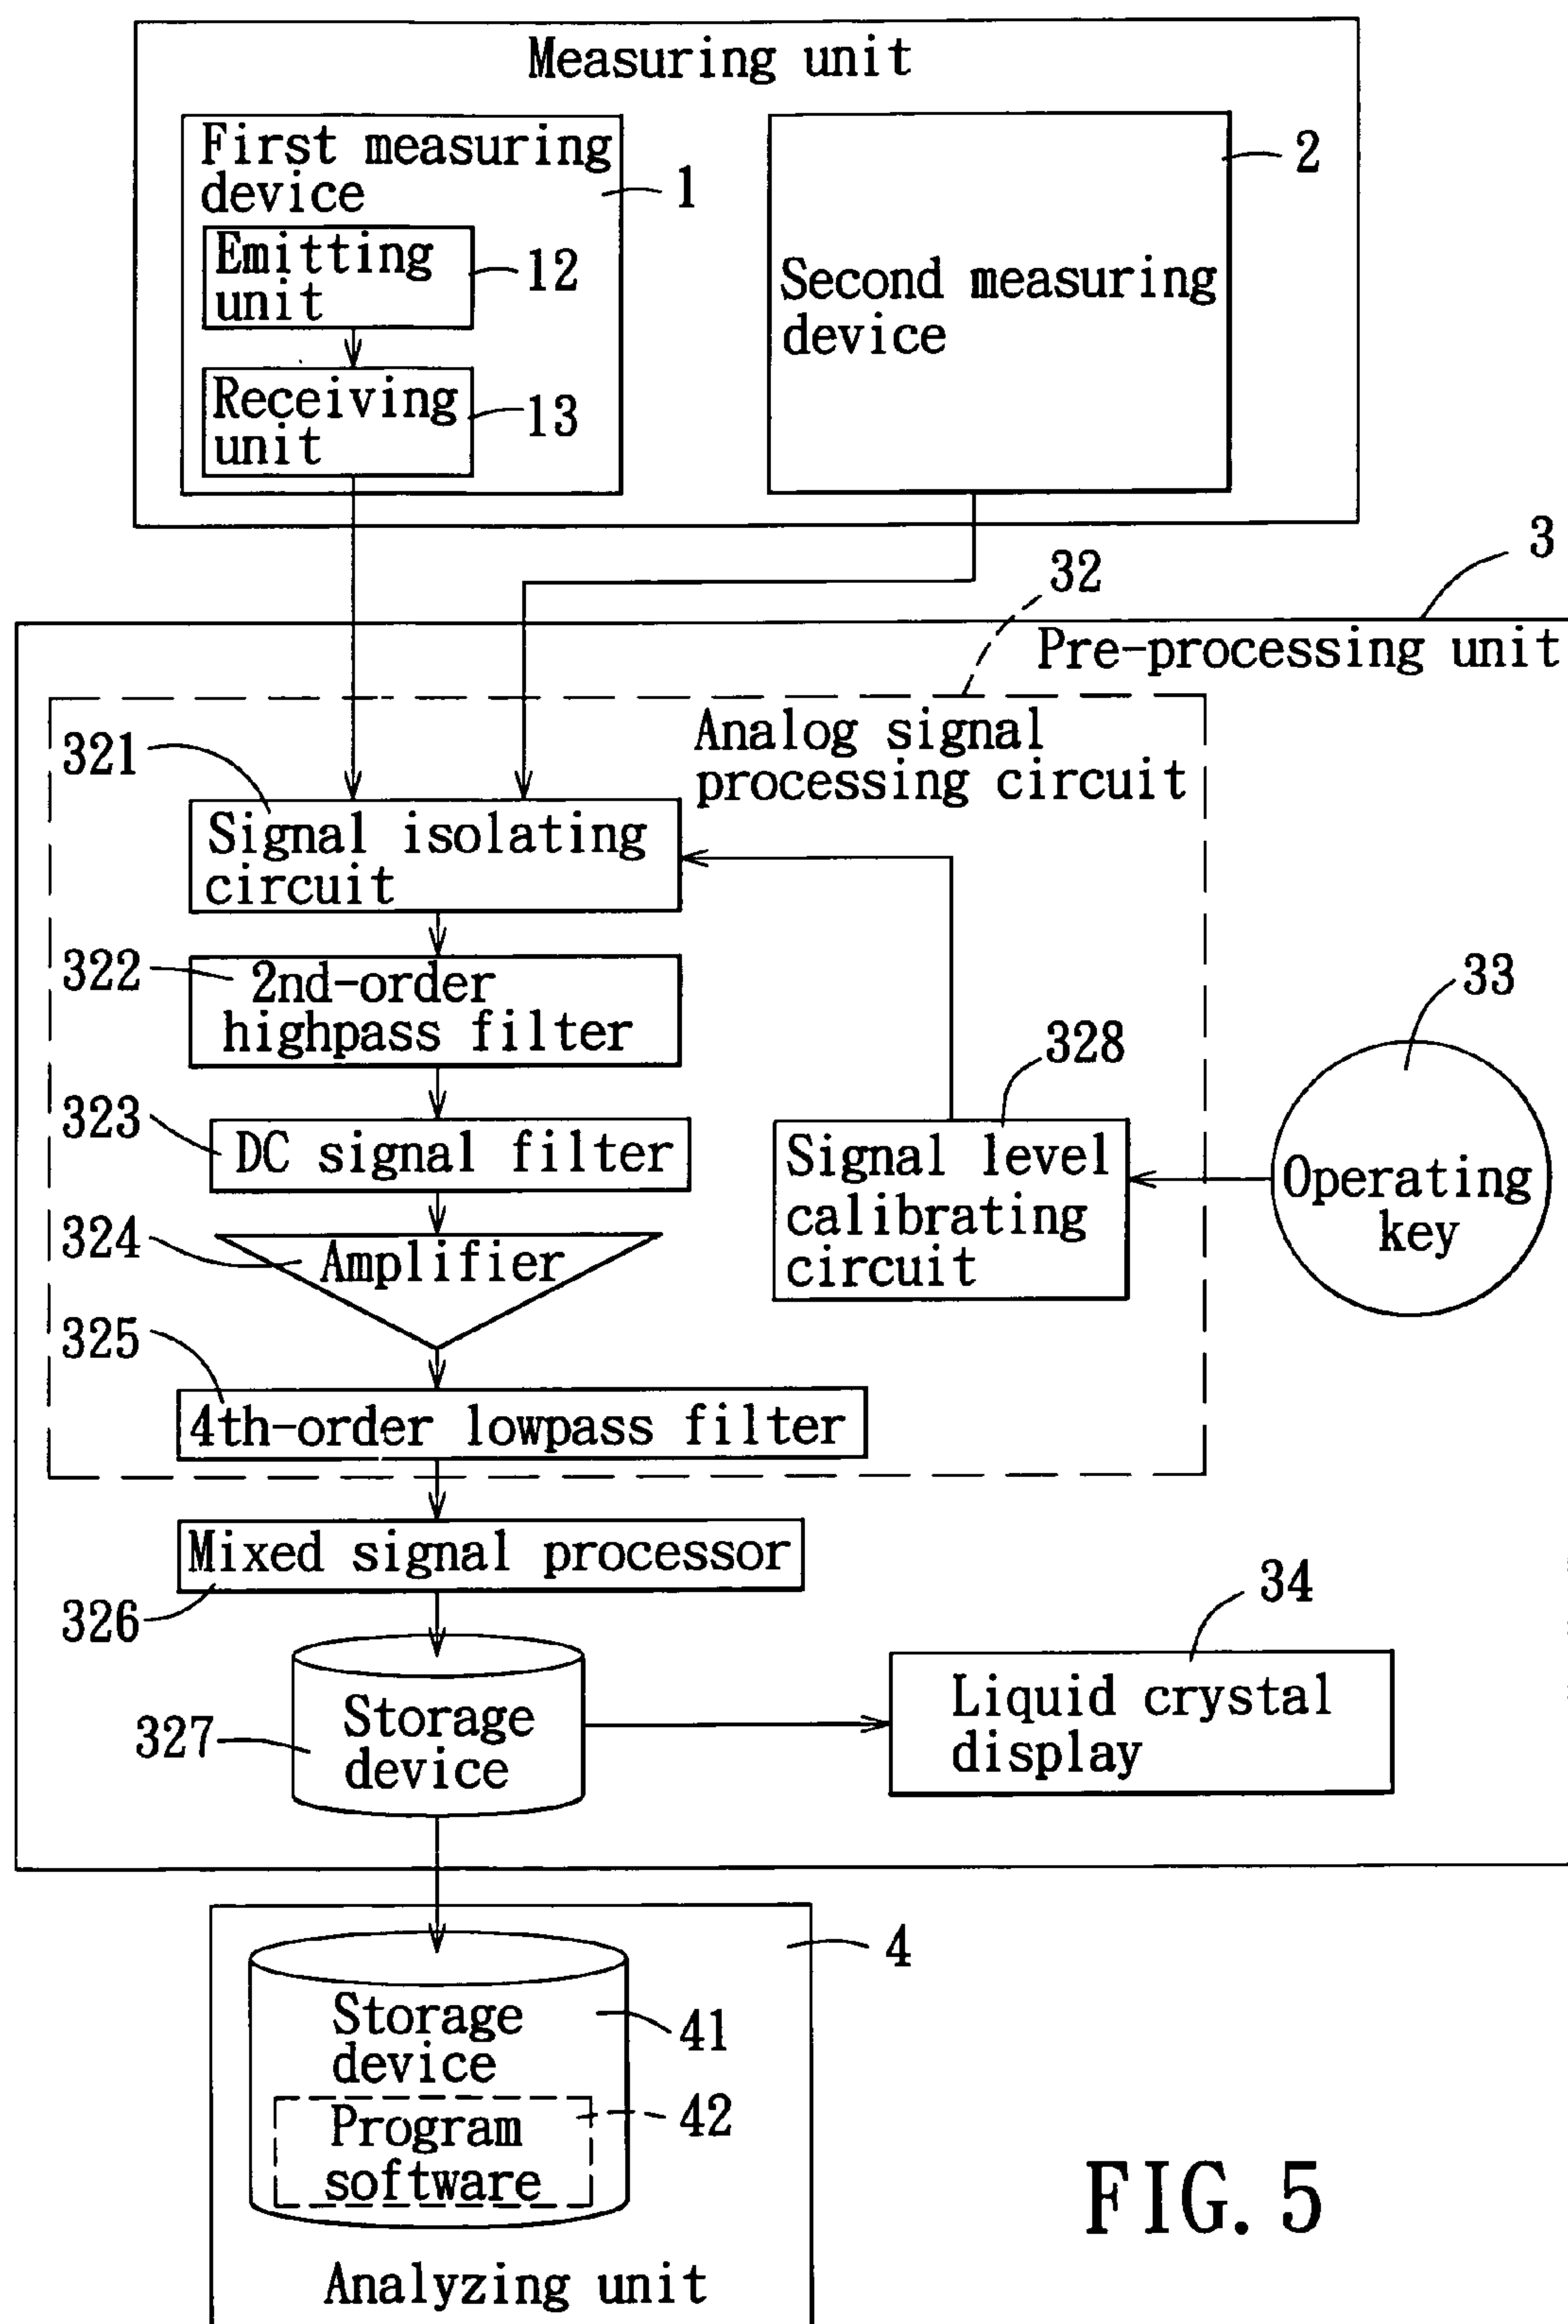 Measuring unit
First measuring
device
1
Emitting
unit
12
Receiving
unit
13
Second measuring
device
2
3
32
Pre-processing unit
Analog signal
processing circuit
321
Signal isolating
circuit
322
2nd-order
highpass filter
323
DC signal filter
324
Amplifier
325
4th-order lowpass filter
328
Signal level
calibrating
circuit
33
Operating
key
Mixed signal processor
326
327
Storage
device
34
Liquid crystal
display
4
Storage
device
41
Program
software
42
Analyzing unit
FIG. 5